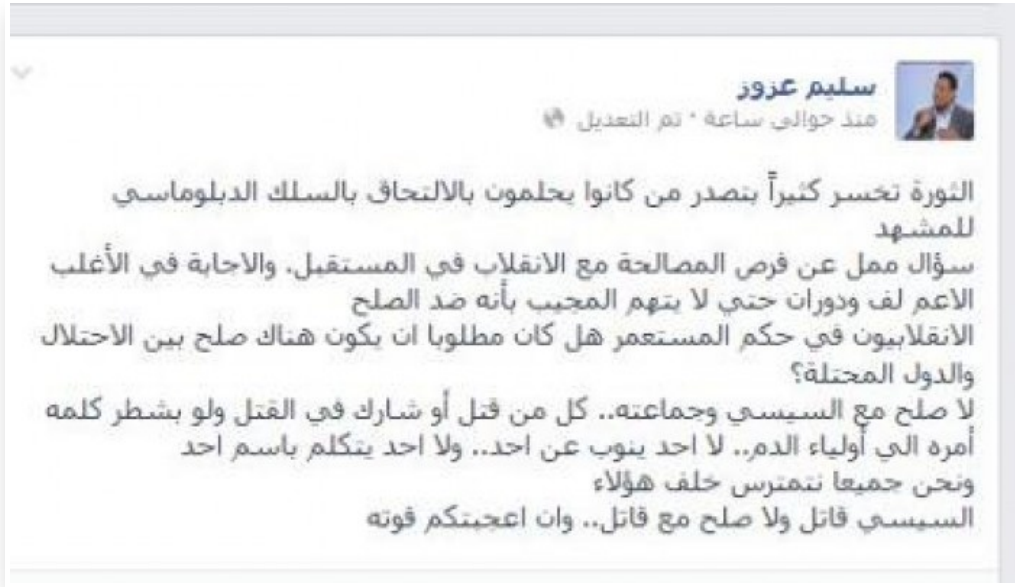 سليم عزوز
منذ حوالي ساعة · تم التعديل
الثورة تخسر كثيراً بتصدر من كانوا يحلمون بالالتحاق بالسلك الدبلوماسي
للمشهد
سؤال ممل عن فرص المصالحة مع الانقلاب في المستقبل. والاجابة في الأغلب
الاعم لف ودوران حتي لا يتهم المجيب بأنه ضد الصلح
الانقلابيون في حكم المستعمر هل كان مطلوبا ان يكون هناك صلح بين الاحتلال
والدول المحتلة؟
لا صلح مع السيسي وجماعته.. كل من قتل أو شارك في القتل ولو بشطر كلمه
أمره الي أولياء الدم.. لا احد ينوب عن احد.. ولا احد يتكلم باسم احد
ونحن جميعا نتمترس خلف هؤلاء
السيسي قاتل ولا صلح مع قاتل.. وان اعجبتكم قوته